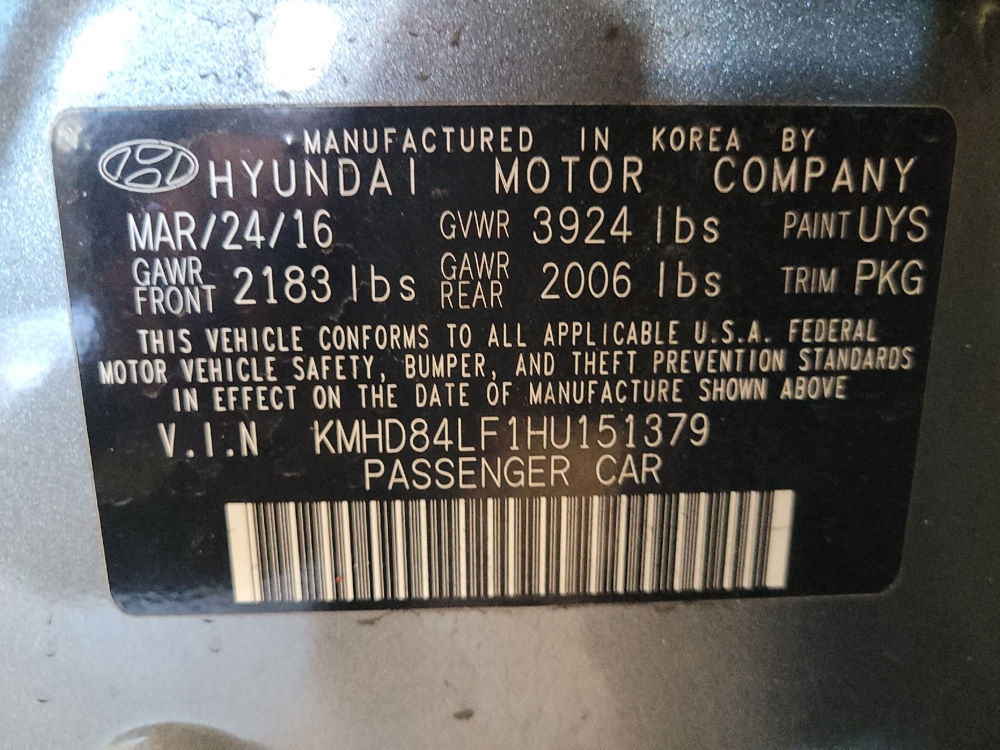 MANUFACTURED IN KOREA BY
HYUNDAI MOTOR COMPANY
MAR/24/16 GVWR 3924 lbs PAINT UYS
GAWR FRONT 2183 lbs GAWR REAR 2006 lbs TRIM PKG
THIS VEHICLE CONFORMS TO ALL APPLICABLE U.S.A. FEDERAL
MOTOR VEHICLE SAFETY, BUMPER, AND THEFT PREVENTION STANDARDS
IN EFFECT ON THE DATE OF MANUFACTURE SHOWN ABOVE
V.I.N KMHD84LF1HU151379
PASSENGER CAR